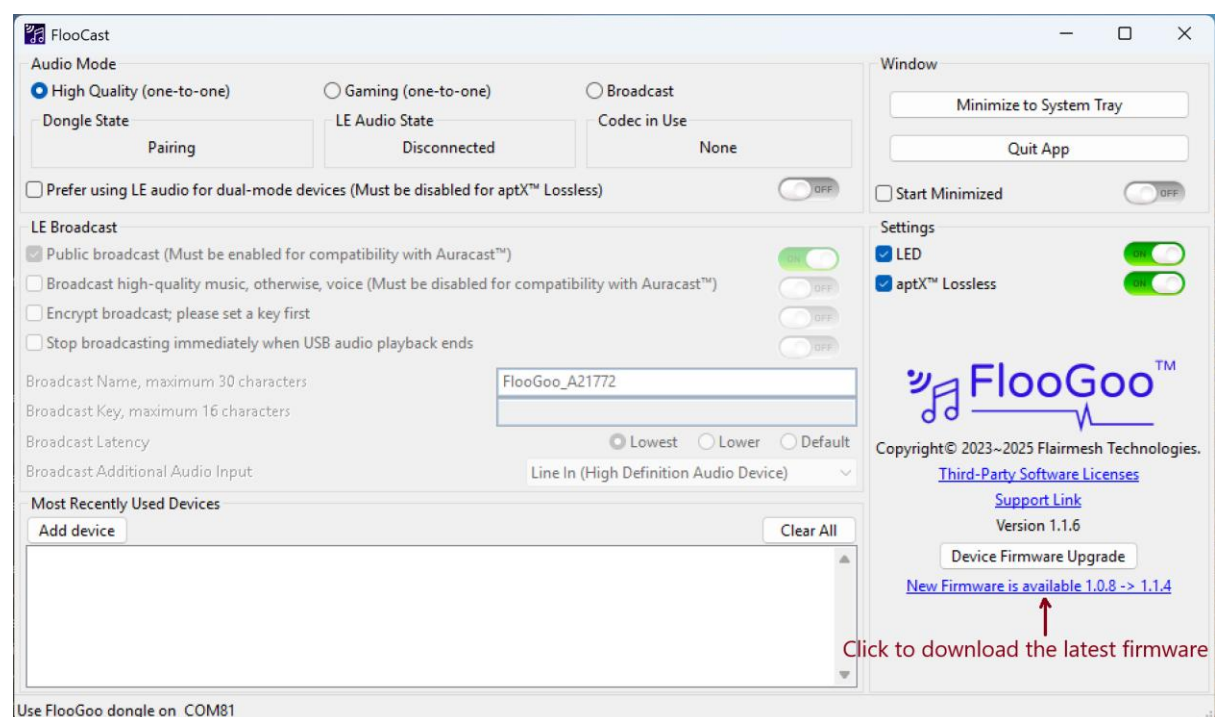 FlooCast
Audio Mode
High Quality (one-to-one)
Gaming (one-to-one)
Broadcast
Dongle State
LE Audio State
Codec in Use
Pairing
Disconnected
None
Prefer using LE audio for dual-mode devices (Must be disabled for aptX™ Lossless)
OFF
LE Broadcast
Public broadcast (Must be enabled for compatibility with Auracast™)
ON
Broadcast high-quality music, otherwise, voice (Must be disabled for compatibility with Auracast™)
OFF
Encrypt broadcast; please set a key first
OFF
Stop broadcasting immediately when USB audio playback ends
OFF
Broadcast Name, maximum 30 characters
FlooGoo_A21772
Broadcast Key, maximum 16 characters
Broadcast Latency
Lowest
Lower
Default
Broadcast Additional Audio Input
Line In (High Definition Audio Device)
Most Recently Used Devices
Add device
Clear All
Window
Minimize to System Tray
Quit App
Start Minimized
OFF
Settings
LED
ON
aptX™ Lossless
ON
FlooGoo™
Copyright© 2023~2025 Flairmesh Technologies.
Third-Party Software Licenses
Support Link
Version 1.1.6
Device Firmware Upgrade
New Firmware is available 1.0.8 -> 1.1.4
Click to download the latest firmware
Use FlooGoo dongle on COM81